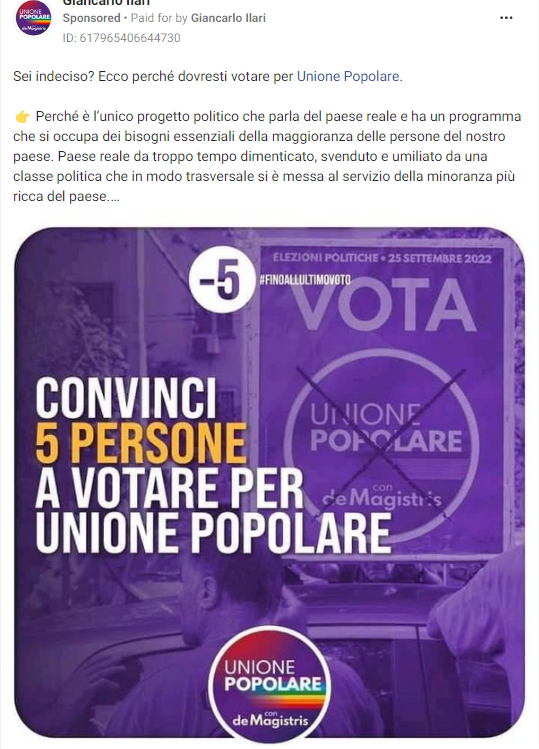 Giancarlo Ilari
Sponsored • Paid for by Giancarlo Ilari
ID: 617965406644730
Sei indeciso? Ecco perché dovresti votare per Unione Popolare.
👉 Perché è l'unico progetto politico che parla del paese reale e ha un programma
che si occupa dei bisogni essenziali della maggioranza delle persone del nostro
paese. Paese reale da troppo tempo dimenticato, svenduto e umiliato da una
classe politica che in modo trasversale si è messa al servizio della minoranza più
ricca del paese....
-5
#FINOALLULTIMOVOTO
ELEZIONI POLITICHE • 25 SETTEMBRE 2022
VOTA
UNIONE
POPOLARE
con
de Magistris
CONVINCI
5 PERSONE
A VOTARE PER
UNIONE POPOLARE
UNIONE
POPOLARE
con
de Magistris